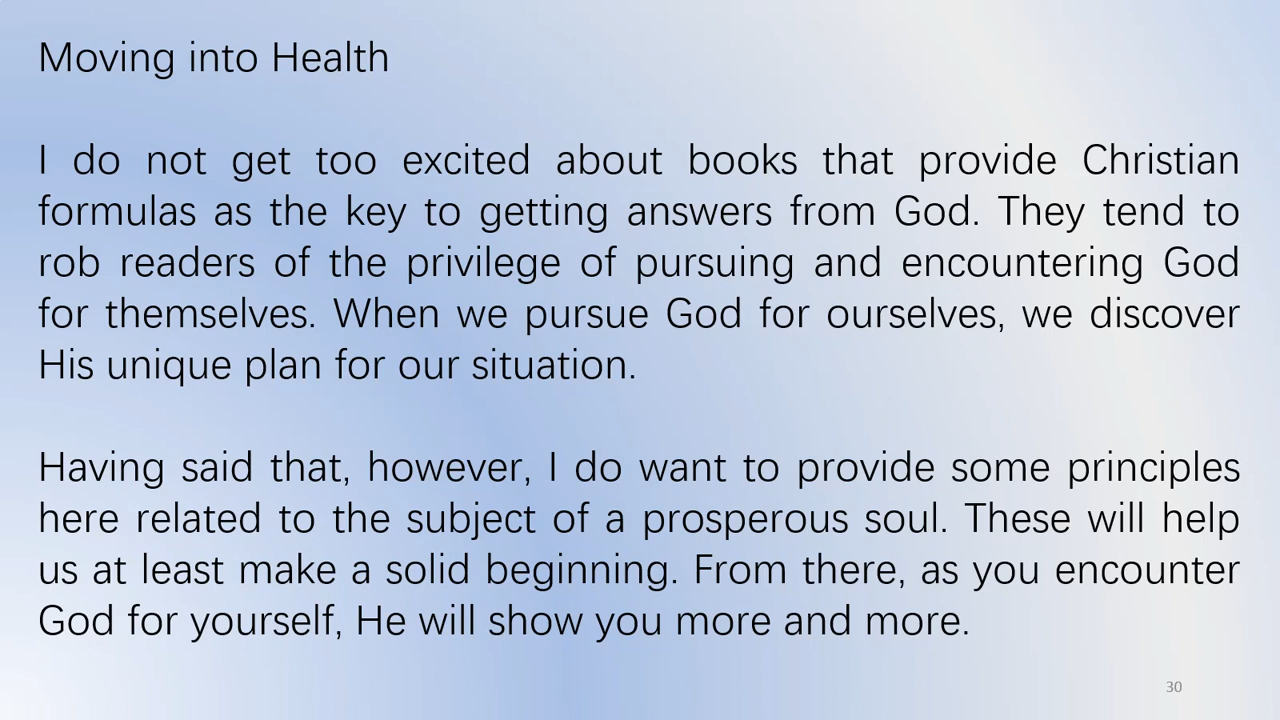 Moving into Health
I do not get too excited about books that provide Christian
formulas as the key to getting answers from God. They tend to
rob readers of the privilege of pursuing and encountering God
for themselves. When we pursue God for ourselves, we discover
His unique plan for our situation.
Having said that, however, I do want to provide some principles
here related to the subject of a prosperous soul. These will help
us at least make a solid beginning. From there, as you encounter
God for yourself, He will show you more and more.
30